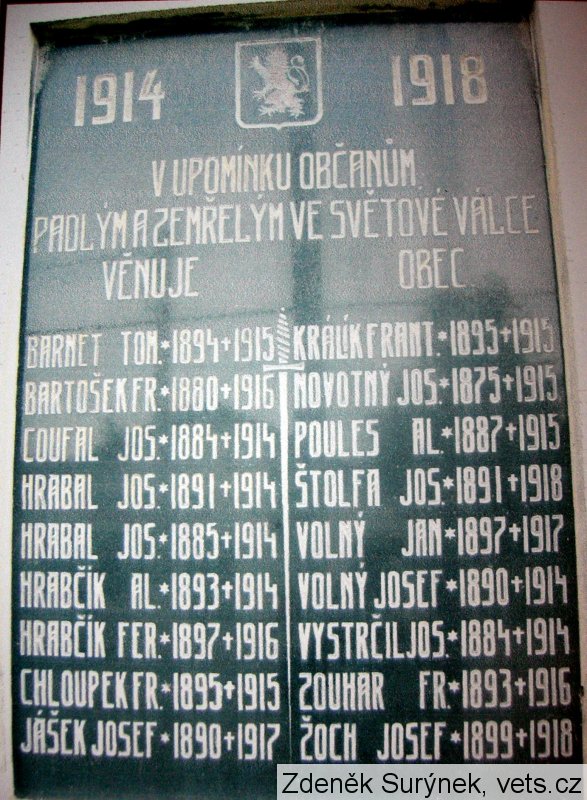 1914 1918
V UPOMÍNKU OBČANŮM
PADLÝM A ZEMŘELÝM VE SVĚTOVÉ VÁLCE
VĚNUJE OBEC
BARNET TOM.*1894+1915
BARTOŠEK FR.*1880+1916
COUFAL JOS.*1884+1914
HRABAL JOS.*1891+1914
HRABAL JOS.*1885+1914
HRABČÍK AL.*1893+1914
HRABČÍK FER.*1897+1916
CHLOUPEK FR.*1895+1915
JÁŠEK JOSEF*1890+1917
KRÁLÍK FRANT.*1895+1915
NOVOTNÝ JOS.*1875+1915
POULES AL.*1887+1915
ŠTOLFA JOS.*1891+1918
VOLNÝ JAN*1897+1917
VOLNÝ JOSEF*1890+1914
VYSTRČIL JOS.*1884+1914
ZOUHAR FR.*1893+1916
ŽOCH JOSEF*1899+1918
Zdeněk Surýnek, vets.cz